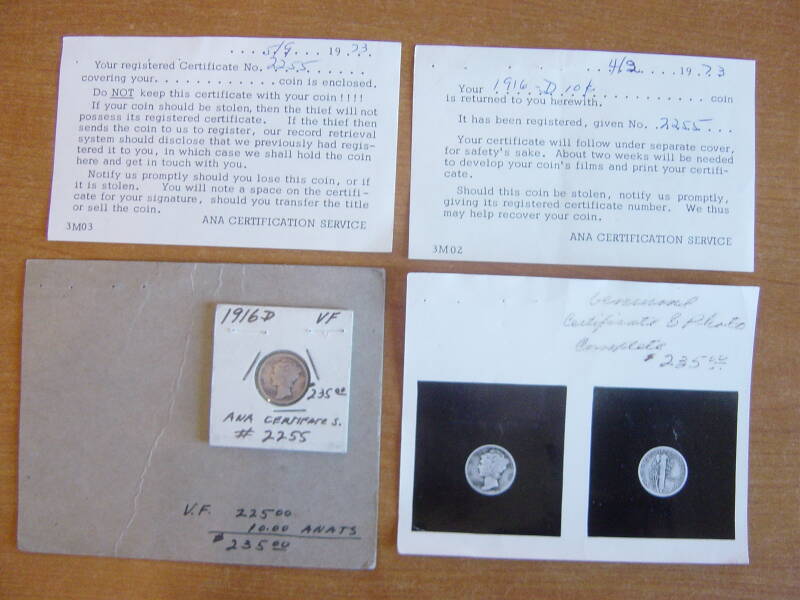 . . . 5/9 . . . 19 .73.
Your registered Certificate No. 2255 . . . . . .
covering your. . . . . . . . . . . . coin is enclosed.
Do NOT keep this certificate with your coin ! ! ! !
If your coin should be stolen, then the thief will not
possess its registered certificate. If the thief then
sends the coin to us to register, our record retrieval
system should disclose that we previously had regis-
tered it to you, in which case we shall hold the coin
here and get in touch with you.
Notify us promptly should you lose this coin, or if
it is stolen. You will note a space on the certifi-
cate for your signature, should you transfer the title
or sell the coin.
ANA CERTIFICATION SERVICE
3M03
. . . 4/2 . . . . 19 .73
Your 1916-D 10¢ coin
is returned to you herewith.
It has been registered, given No. .2255. . .
Your certificate will follow under separate cover,
for safety's sake. About two weeks will be needed
to develop your coin's films and print your certifi-
cate.
Should this coin be stolen, notify us promptly,
giving its registered certificate number. We thus
may help recover your coin.
ANA CERTIFICATION SERVICE
3M02
1916 D VF
$235 00
ANA CERTIFICATE S.
# 2255
V.F. 225 00
10.00 ANATS
$ 235 00
Certificate & Photo
Complete
$ 235 00